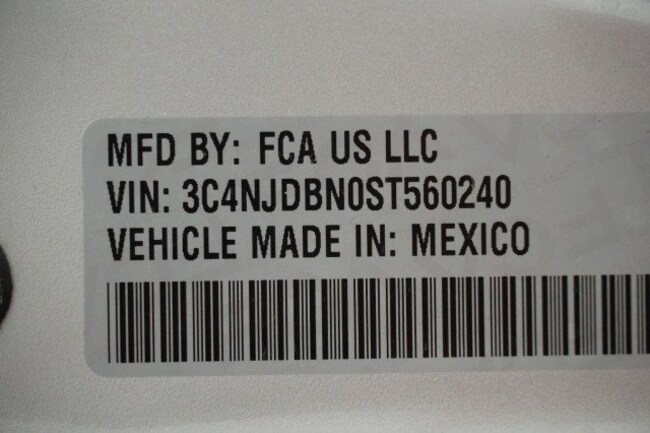 MFD BY: FCA US LLC
VIN: 3C4NJDBN0ST560240
VEHICLE MADE IN: MEXICO